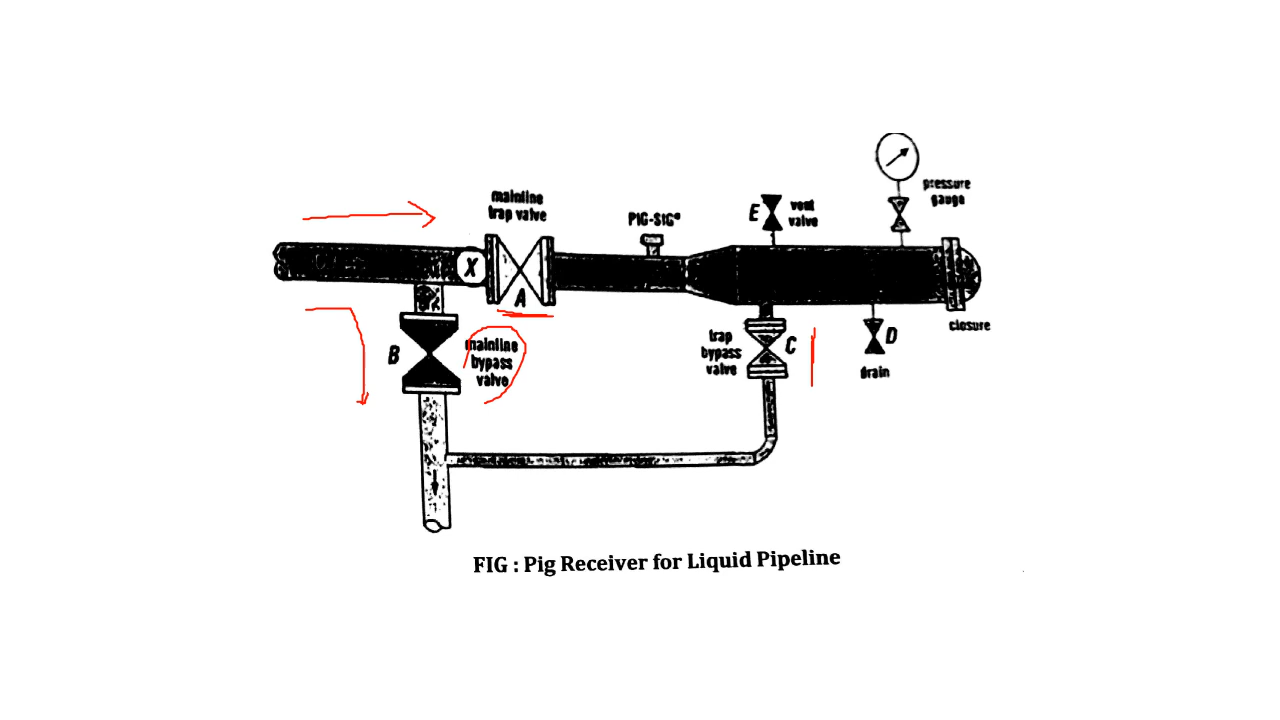 mainline
trap valve
PIG-SIG®
E
vent
valve
pressure
gauge
X
A
B
mainline
bypass
valve
trap
bypass
valve
C
D
drain
closure
FIG : Pig Receiver for Liquid Pipeline